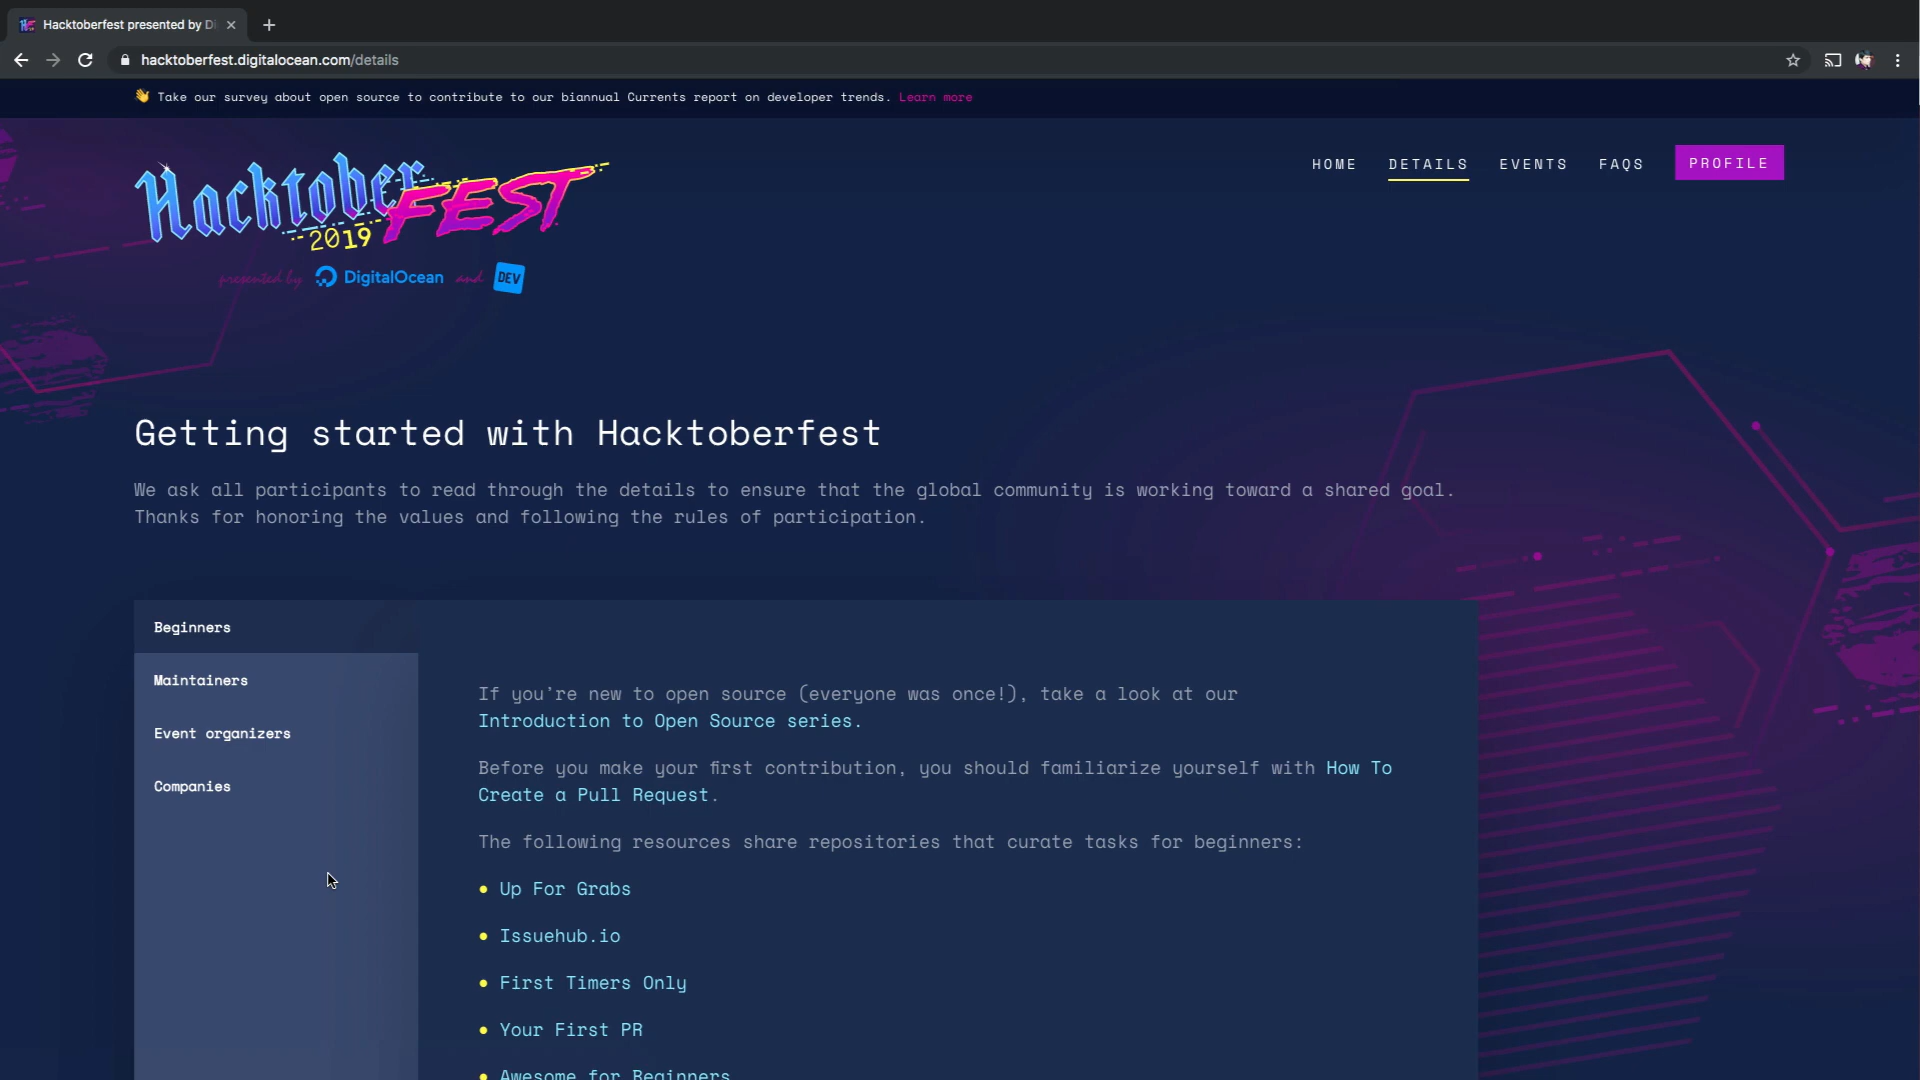 Hacktoberfest presented by Di
hacktoberfest.digitalocean.com/details
👋 Take our survey about open source to contribute to our biannual Currents report on developer trends. Learn more
Hacktober FEST
2019
presented by DigitalOcean and DEV
HOME DETAILS EVENTS FAQS PROFILE
Getting started with Hacktoberfest
We ask all participants to read through the details to ensure that the global community is working toward a shared goal.
Thanks for honoring the values and following the rules of participation.
Beginners
Maintainers
Event organizers
Companies
If you're new to open source (everyone was once!), take a look at our
Introduction to Open Source series.
Before you make your first contribution, you should familiarize yourself with How To
Create a Pull Request.
The following resources share repositories that curate tasks for beginners:
• Up For Grabs
• Issuehub.io
• First Timers Only
• Your First PR
• Awesome for Beginners